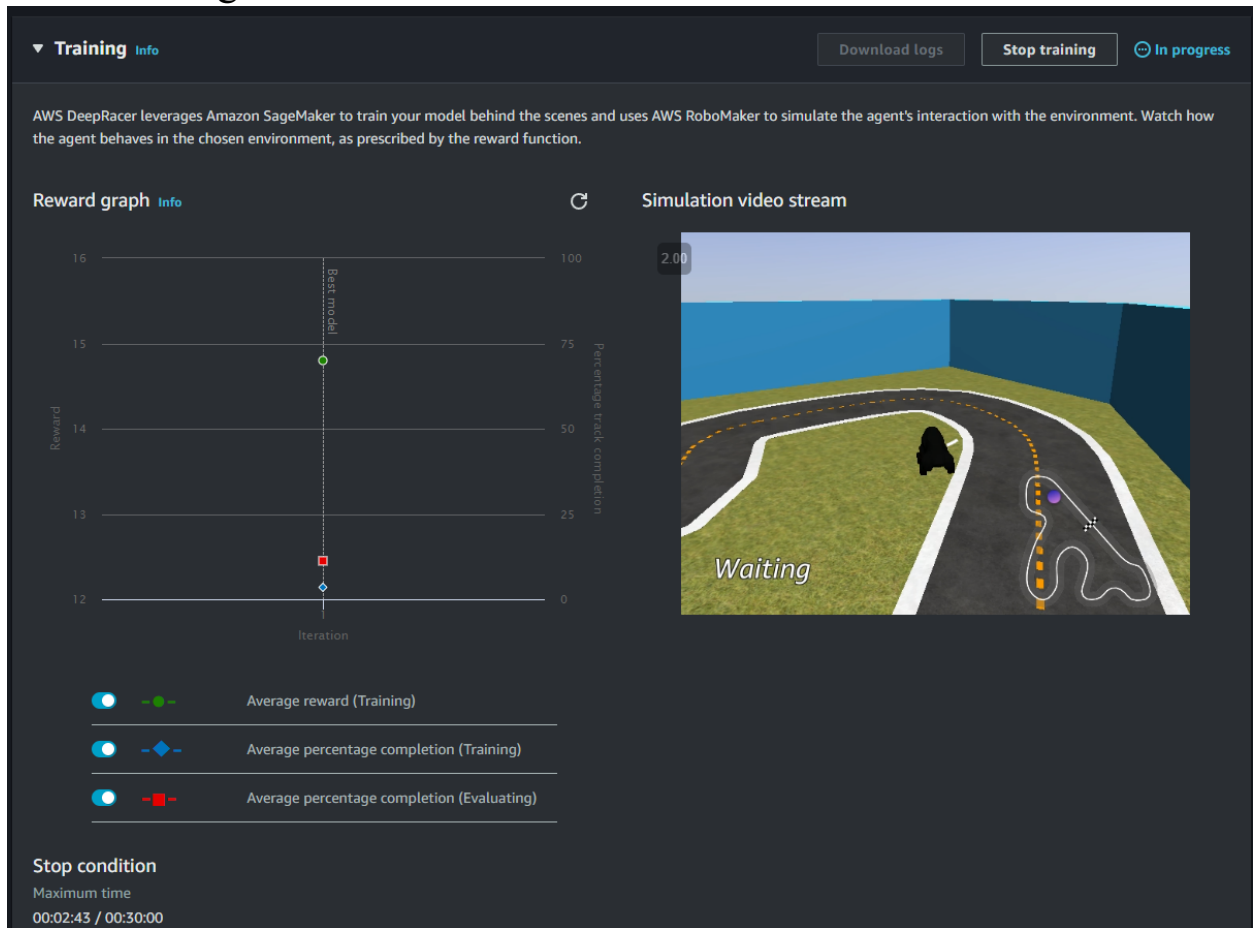 Training Info
Download logs
Stop training
In progress
AWS DeepRacer leverages Amazon SageMaker to train your model behind the scenes and uses AWS RoboMaker to simulate the agent's interaction with the environment. Watch how
the agent behaves in the chosen environment, as prescribed by the reward function.
Reward graph Info
16
15
14
13
12
Reward
Best model
100
75
50
25
0
Percentage track completion
Iteration
Average reward (Training)
Average percentage completion (Training)
Average percentage completion (Evaluating)
Simulation video stream
2.00
Waiting
Stop condition
Maximum time
00:02:43 / 00:30:00